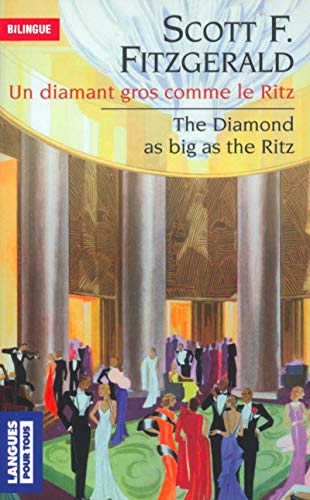 BILINGUE
SCOTT F.
FITZGERALD
Un diamant gros comme le Ritz
The Diamond
as big as the Ritz
LANGUES
POUR TOUS